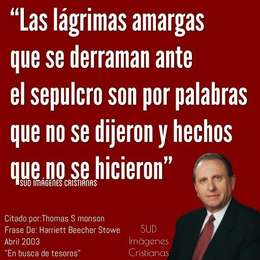 “Las lágrimas amargas
que se derraman ante
el sepulcro son por palabras
que no se dijeron y hechos
que no se hicieron”
SUD IMÁGENES CRISTIANAS
Citado por:Thomas S monson
Frase De: Harriett Beecher Stowe
Abril 2003
"En busca de tesoros"
SUD
Imágenes
Cristianas